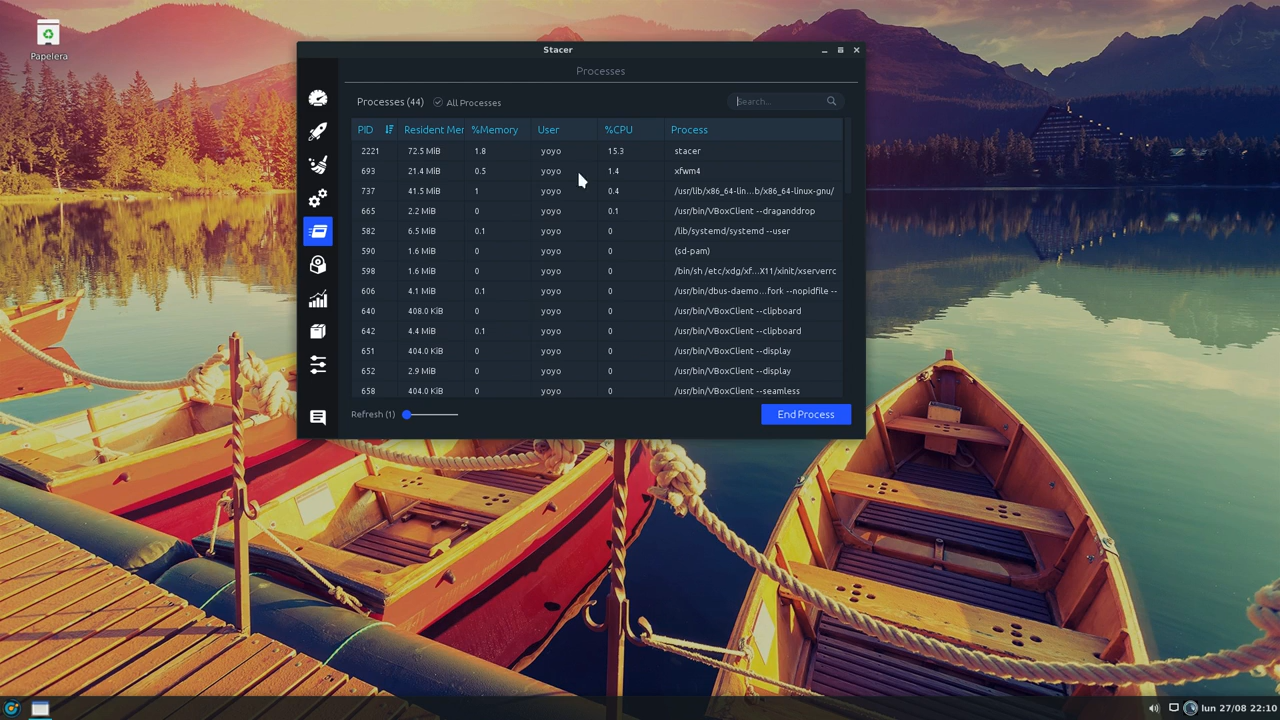 Papelera
Stacer
Processes
Processes (44) All Processes Search...
PID Resident Mer %Memory User %CPU Process
2221 72.5 MiB 1.8 yoyo 15.3 stacer
693 21.4 MiB 0.5 yoyo 1.4 xfwm4
737 41.5 MiB 1 yoyo 0.4 /usr/lib/x86_64-lin...b/x86_64-linux-gnu/
665 2.2 MiB 0 yoyo 0.1 /usr/bin/VBoxClient --draganddrop
582 6.5 MiB 0.1 yoyo 0 /lib/systemd/systemd --user
590 1.6 MiB 0 yoyo 0 (sd-pam)
598 1.6 MiB 0 yoyo 0 /bin/sh /etc/xdg/xf...X11/xinit/xserverrc
606 4.1 MiB 0.1 yoyo 0 /usr/bin/dbus-daemo...fork --nopidfile --
640 408.0 KiB 0 yoyo 0 /usr/bin/VBoxClient --clipboard
642 4.4 MiB 0.1 yoyo 0 /usr/bin/VBoxClient --clipboard
651 404.0 KiB 0 yoyo 0 /usr/bin/VBoxClient --display
652 2.9 MiB 0 yoyo 0 /usr/bin/VBoxClient --display
658 404.0 KiB 0 yoyo 0 /usr/bin/VBoxClient --seamless
Refresh (1) End Process
lun 27/08 22:10